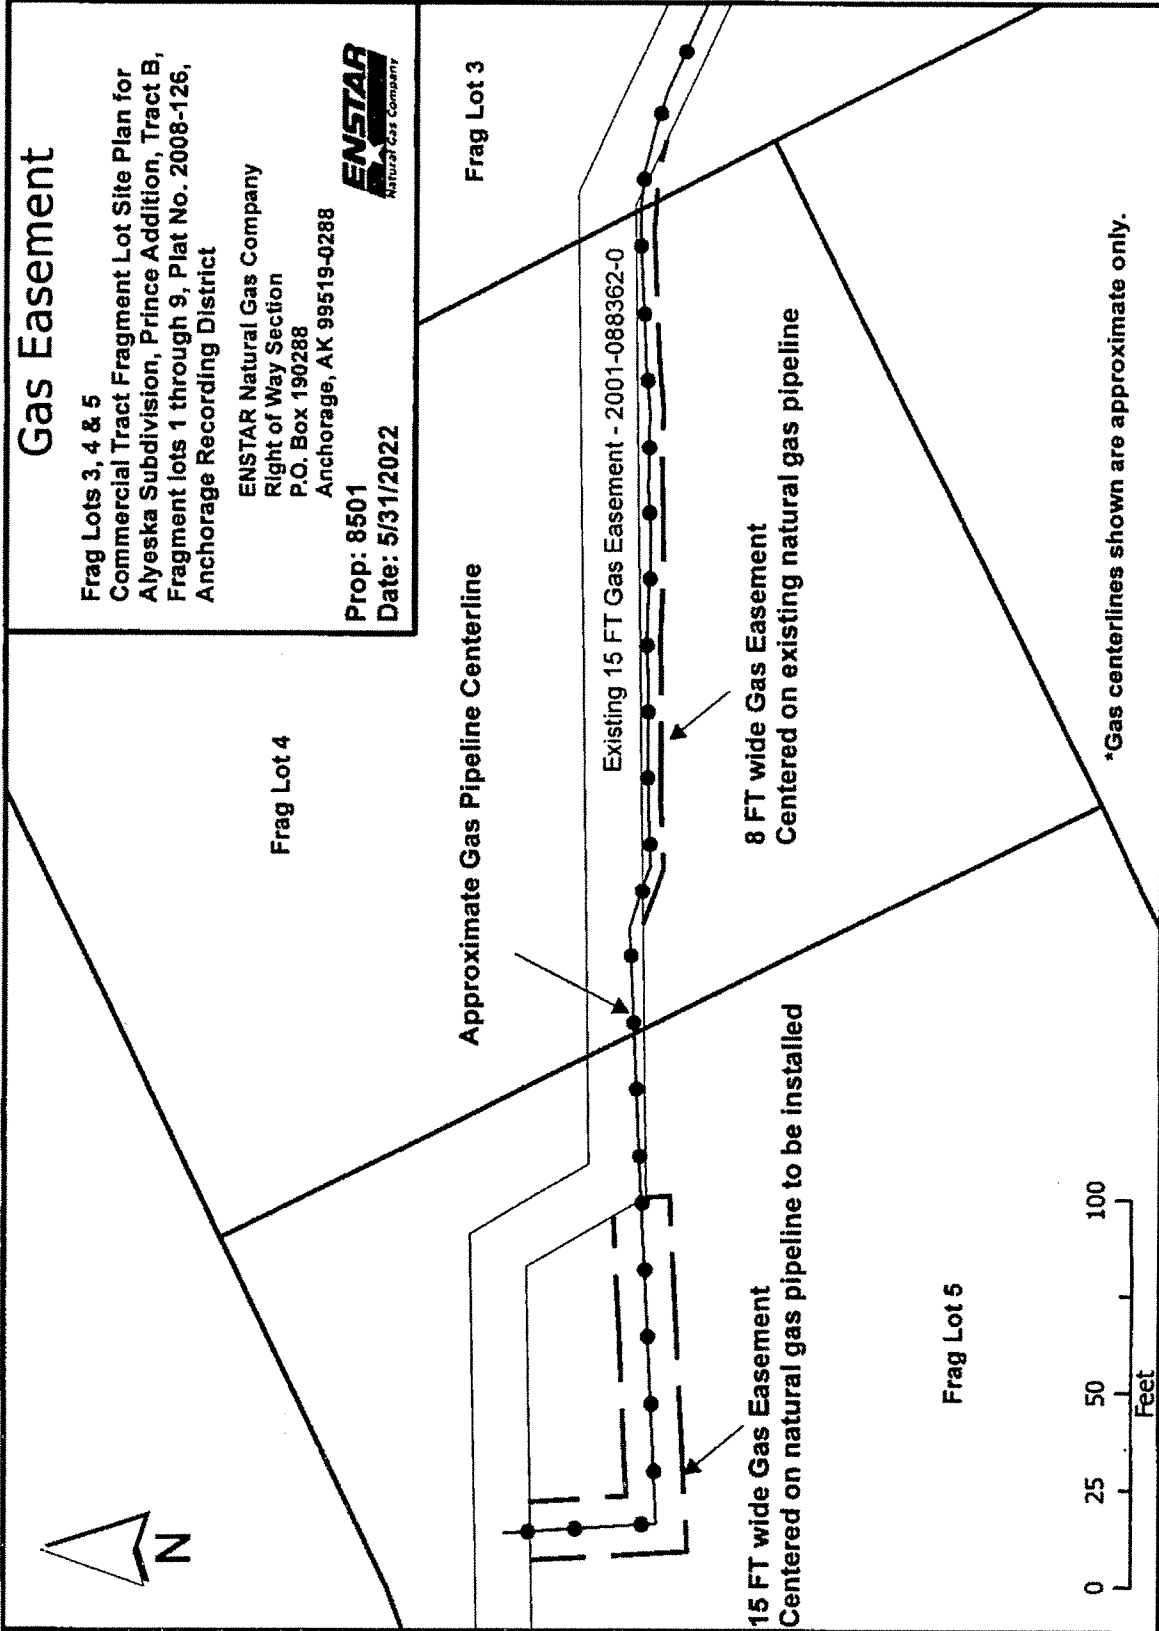 Gas Easement
Frag Lots 3, 4 & 5
Commercial Tract Fragment Lot Site Plan for
Alyeska Subdivision, Prince Addition, Tract B,
Fragment lots 1 through 9, Plat No. 2008-126,
Anchorage Recording District
ENSTAR Natural Gas Company
Right of Way Section
P.O. Box 190288
Anchorage, AK 99519-0288
Prop: 8501
Date: 5/31/2022
ENSTAR
Natural Gas Company
N
Frag Lot 4
Frag Lot 3
Approximate Gas Pipeline Centerline
Existing 15 FT Gas Easement - 2001-088362-0
8 FT wide Gas Easement
Centered on existing natural gas pipeline
15 FT wide Gas Easement
Centered on natural gas pipeline to be installed
Frag Lot 5
*Gas centerlines shown are approximate only.
0 25 50 100
Feet